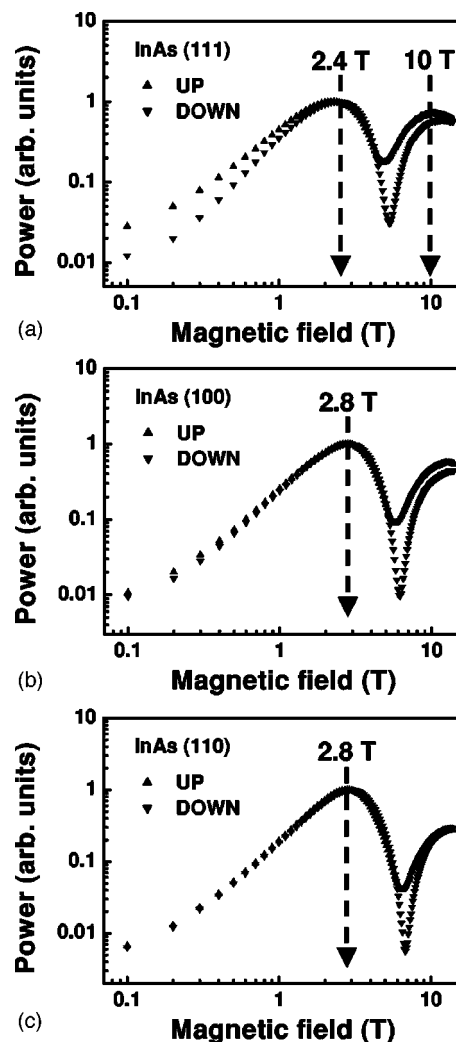 10
InAs (111)
2.4 T
10 T
▲ UP
▼ DOWN
1
0.1
0.01
Power (arb. units)
0.1
1
10
Magnetic field (T)
(a)
10
InAs (100)
2.8 T
▲ UP
▼ DOWN
1
0.1
0.01
Power (arb. units)
0.1
1
10
Magnetic field (T)
(b)
10
InAs (110)
2.8 T
▲ UP
▼ DOWN
1
0.1
0.01
Power (arb. units)
0.1
1
10
Magnetic field (T)
(c)